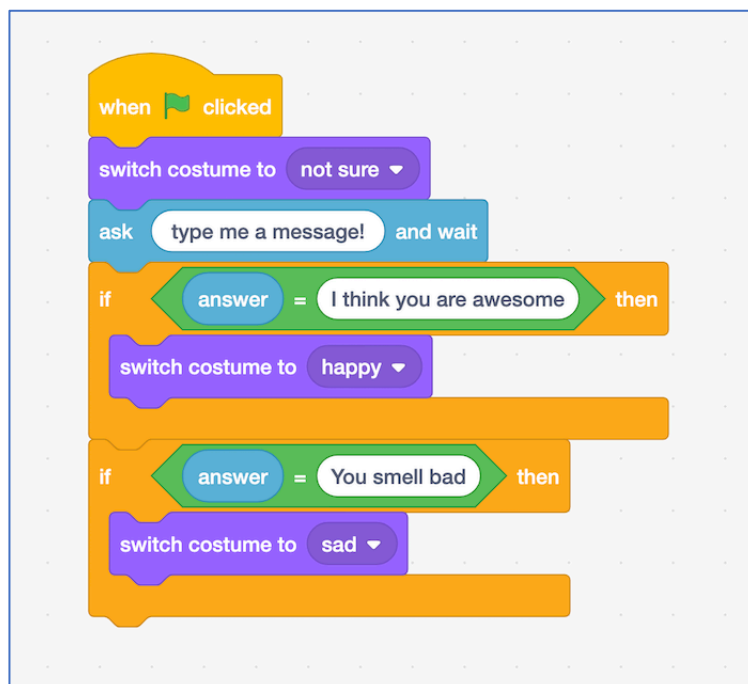 when clicked
switch costume to not sure
ask type me a message! and wait
if answer = I think you are awesome then
switch costume to happy
if answer = You smell bad then
switch costume to sad